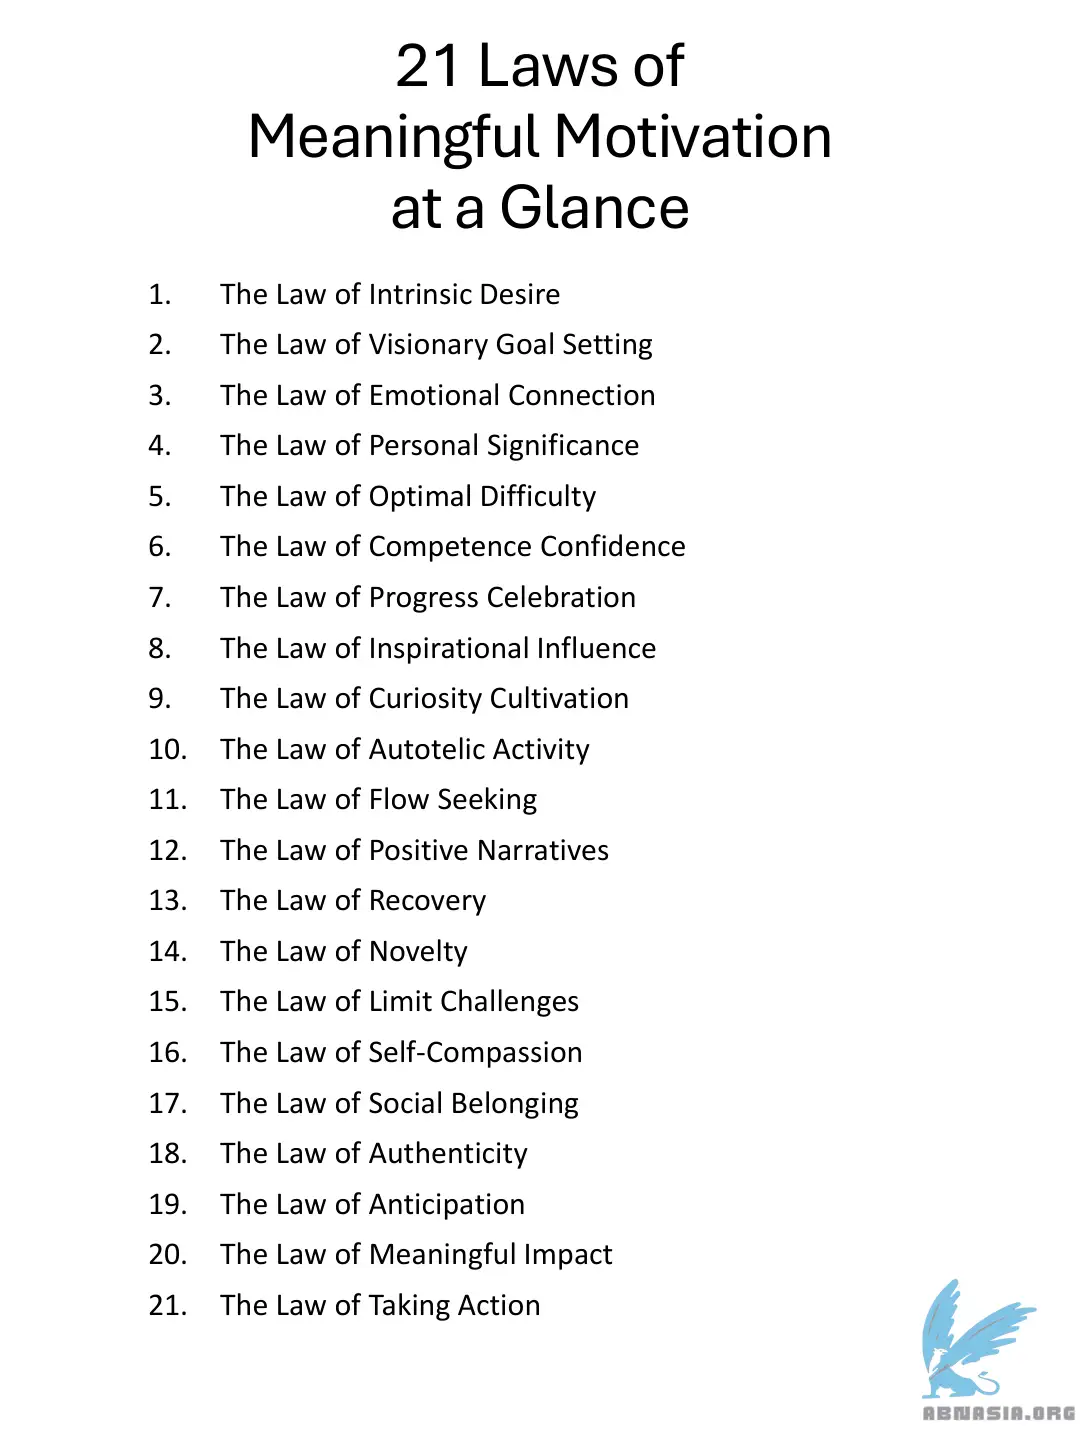 21 Laws of
Meaningful Motivation
at a Glance
1. The Law of Intrinsic Desire
2. The Law of Visionary Goal Setting
3. The Law of Emotional Connection
4. The Law of Personal Significance
5. The Law of Optimal Difficulty
6. The Law of Competence Confidence
7. The Law of Progress Celebration
8. The Law of Inspirational Influence
9. The Law of Curiosity Cultivation
10. The Law of Autotelic Activity
11. The Law of Flow Seeking
12. The Law of Positive Narratives
13. The Law of Recovery
14. The Law of Novelty
15. The Law of Limit Challenges
16. The Law of Self-Compassion
17. The Law of Social Belonging
18. The Law of Authenticity
19. The Law of Anticipation
20. The Law of Meaningful Impact
21. The Law of Taking Action
ABNASIA.ORG